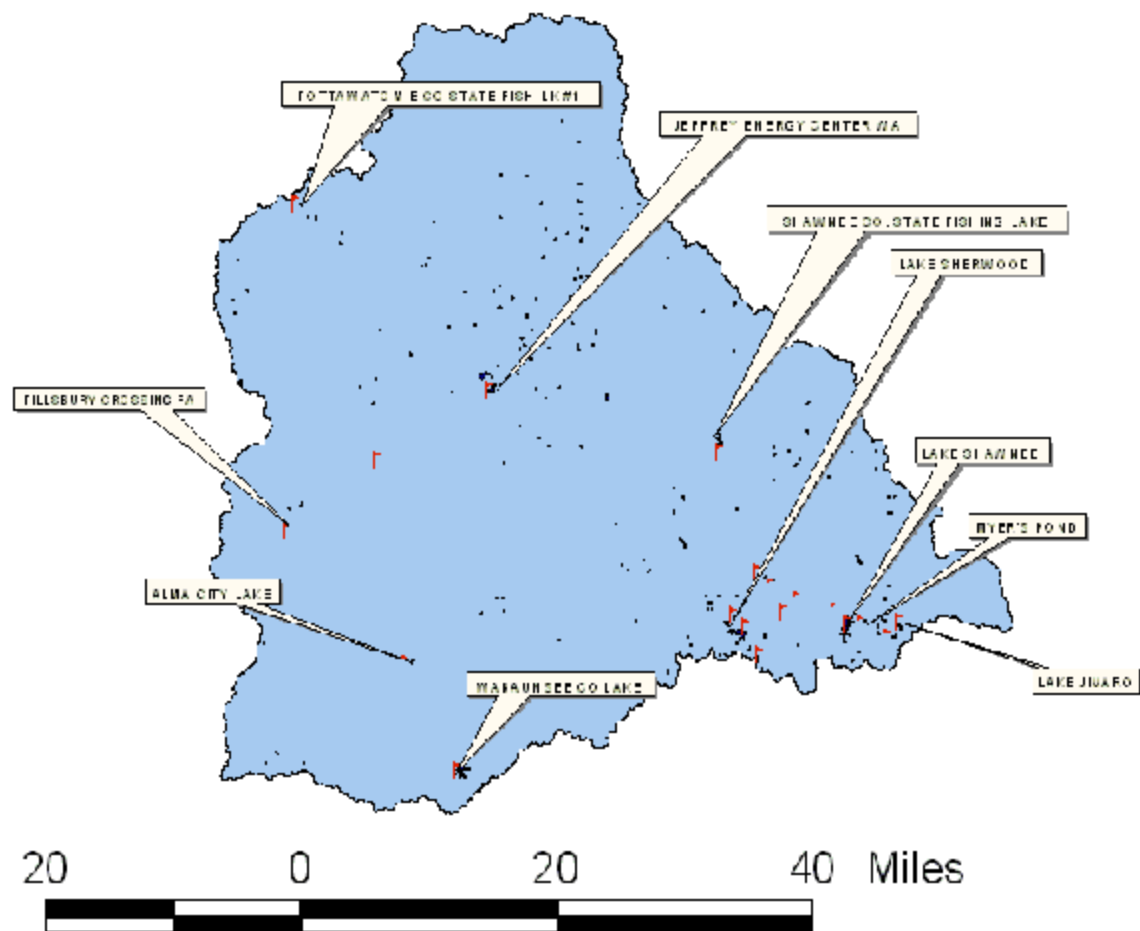 POTTAWATOMIE CO STATE FISH LK #1
JEFFREY ENERGY CENTER WA
SHAWNEE CO. STATE FISHING LAKE
LAKE SHERWOOD
PILLSBURY CROSSING RA
LAKE SHAWNEE
MYER'S POND
ALMA CITY LAKE
WABAUNSEE CO LAKE
LAKE JIVARO
20 0 20 40 Miles